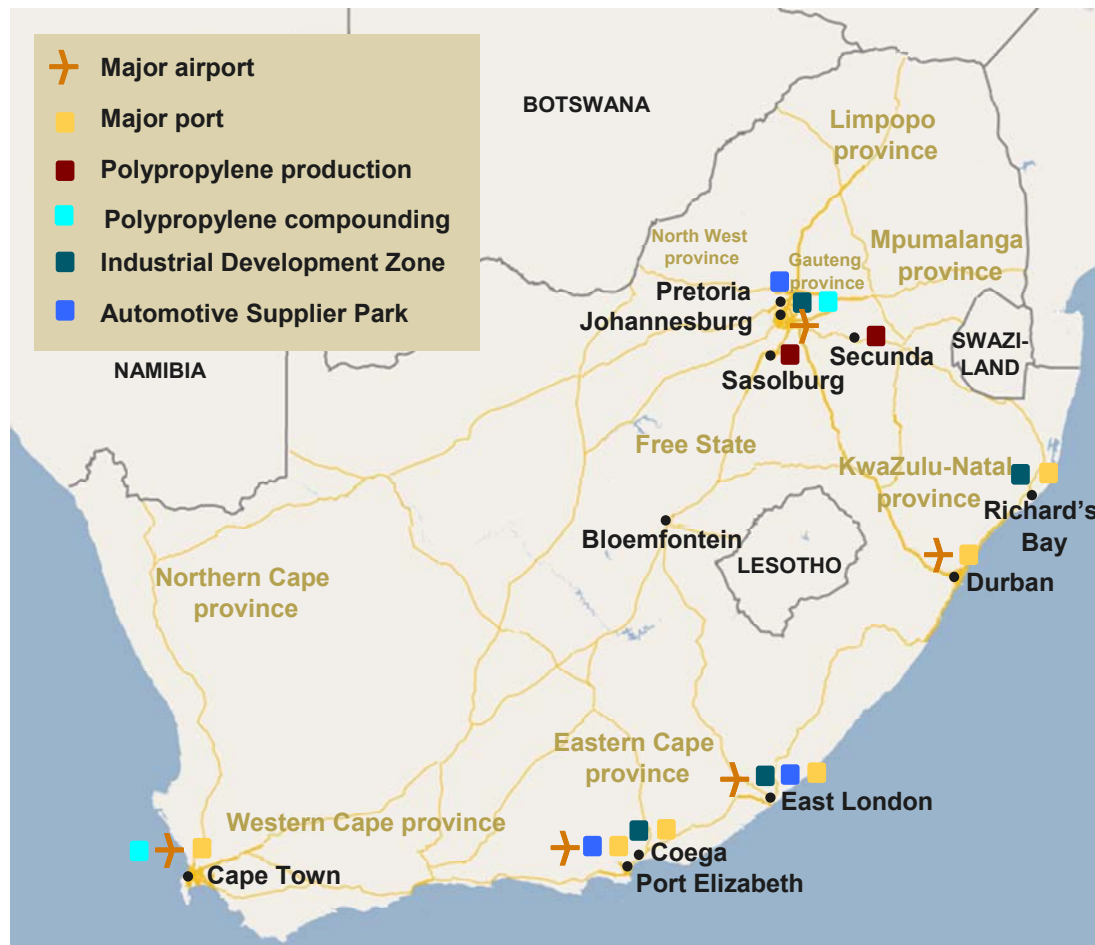 Major airport
Major port
Polypropylene production
Polypropylene compounding
Industrial Development Zone
Automotive Supplier Park
BOTSWANA
NAMIBIA
Limpopo
province
North West
province
Gauteng
province
Mpumalanga
province
Pretoria
Johannesburg
Secunda
Sasolburg
SWAZI-
LAND
Free State
KwaZulu-Natal
province
Richard's
Bay
Bloemfontein
LESOTHO
Durban
Northern Cape
province
Eastern Cape
province
East London
Western Cape province
Coega
Port Elizabeth
Cape Town